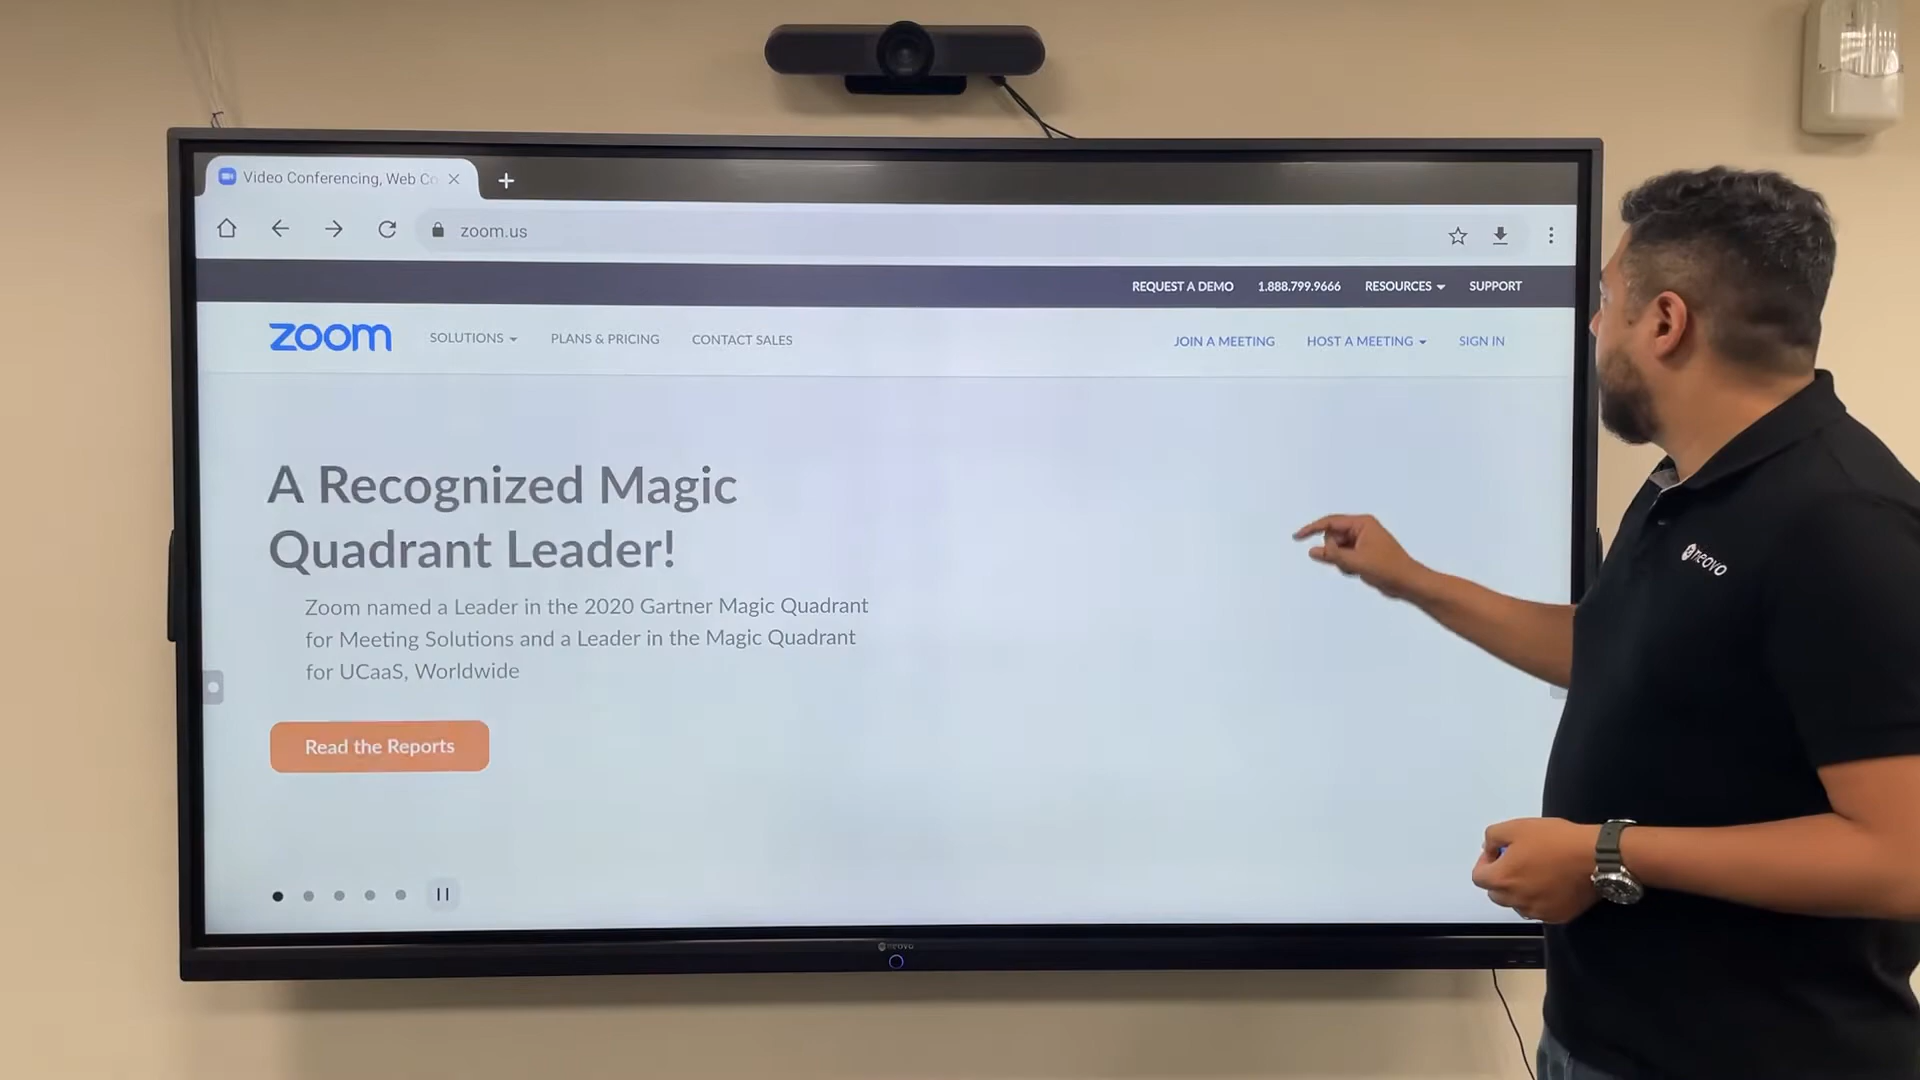 Video Conferencing, Web Co
zoom.us
REQUEST A DEMO 1.888.799.9666 RESOURCES SUPPORT
zoom SOLUTIONS PLANS & PRICING CONTACT SALES JOIN A MEETING HOST A MEETING SIGN IN
A Recognized Magic
Quadrant Leader!
Zoom named a Leader in the 2020 Gartner Magic Quadrant
for Meeting Solutions and a Leader in the Magic Quadrant
for UCaaS, Worldwide
Read the Reports
neovo
neovo